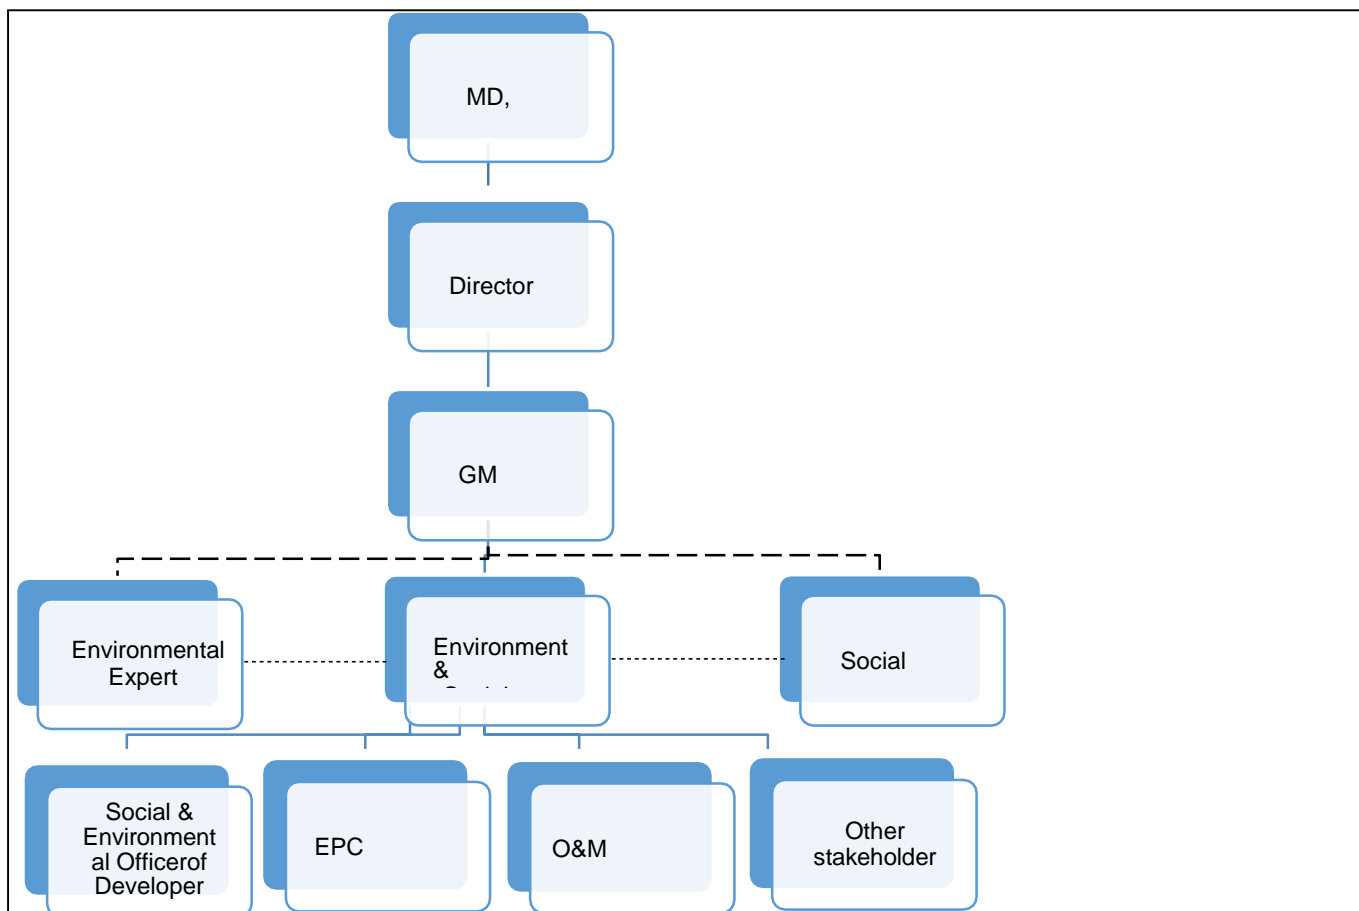 MD,
Director
GM
Environmental
Expert
Environment
&
Social
Social &
Environment
al Officerof
Developer
EPC
O&M
Other
stakeholder